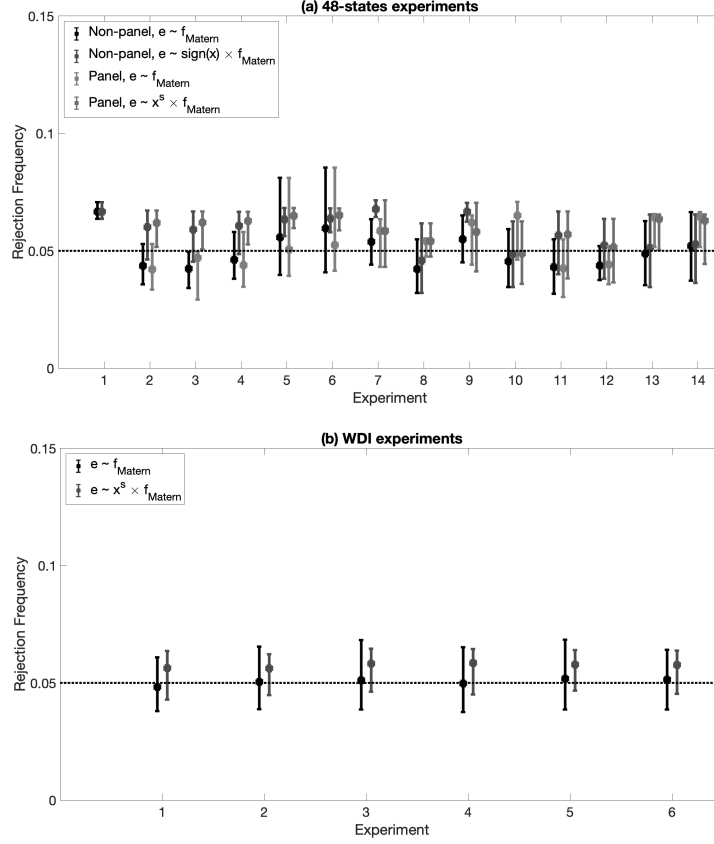 (a) 48-states experiments
0.15
Non-panel, e ~ f_Matern
Non-panel, e ~ sign(x) × f_Matern
Panel, e ~ f_Matern
Panel, e ~ x^s × f_Matern
0.1
Rejection Frequency
0.05
0
1 2 3 4 5 6 7 8 9 10 11 12 13 14
Experiment
(b) WDI experiments
0.15
e ~ f_Matern
e ~ x^s × f_Matern
0.1
Rejection Frequency
0.05
0
1 2 3 4 5 6
Experiment